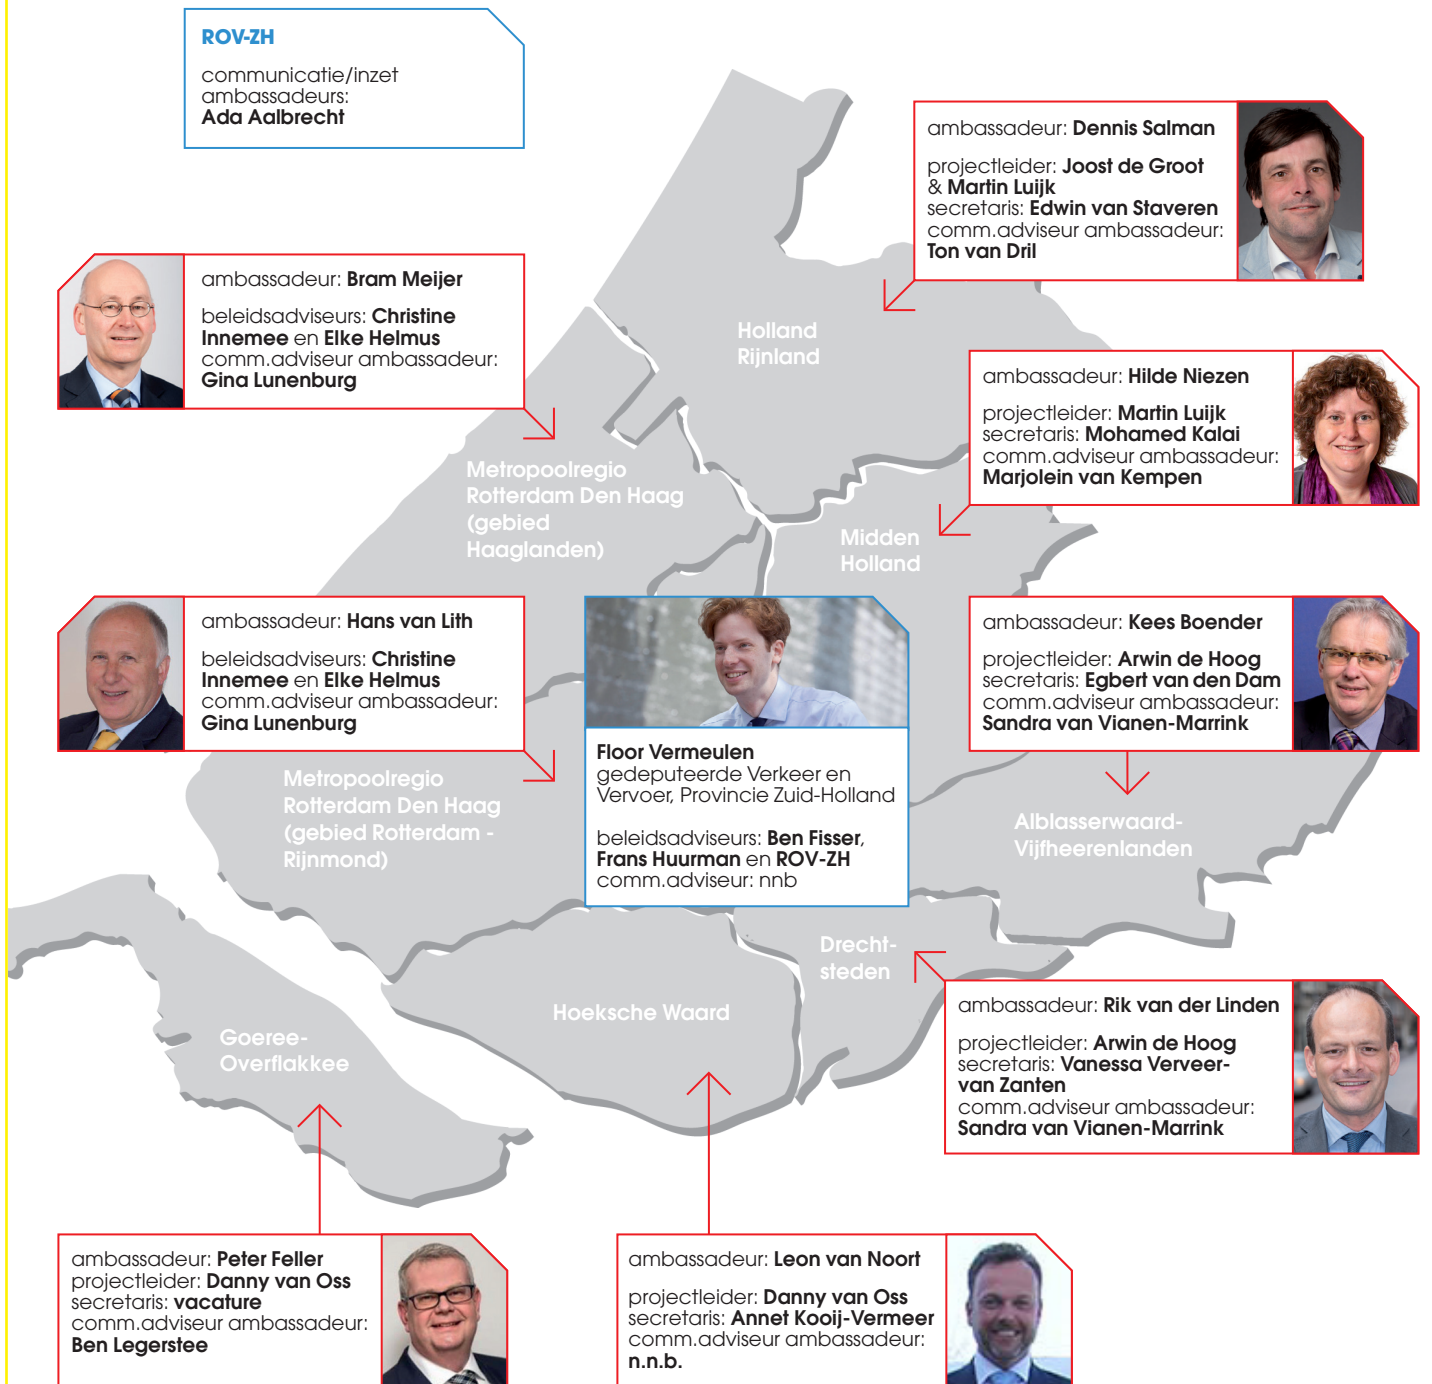 ROV-ZH
communicatie/inzet
ambassadeurs:
Ada Aalbrecht
ambassadeur: Dennis Salman
projectleider: Joost de Groot
& Martin Luijk
secretaris: Edwin van Staveren
comm.adviseur ambassadeur:
Ton van Dril
ambassadeur: Bram Meijer
beleidsadviseurs: Christine
Innemee en Elke Helmus
comm.adviseur ambassadeur:
Gina Lunenburg
Holland
Rijnland
ambassadeur: Hilde Niezen
projectleider: Martin Luijk
secretaris: Mohamed Kalai
comm.adviseur ambassadeur:
Marjolein van Kempen
Metropoolregio
Rotterdam Den Haag
(gebied
Haaglanden)
Midden
Holland
ambassadeur: Hans van Lith
beleidsadviseurs: Christine
Innemee en Elke Helmus
comm.adviseur ambassadeur:
Gina Lunenburg
Floor Vermeulen
gedeputeerde Verkeer en
Vervoer, Provincie Zuid-Holland
beleidsadviseurs: Ben Fisser,
Frans Huurman en ROV-ZH
comm.adviseur: nnb
ambassadeur: Kees Boender
projectleider: Arwin de Hoog
secretaris: Egbert van den Dam
comm.adviseur ambassadeur:
Sandra van Vianen-Marrink
Metropoolregio
Rotterdam Den Haag
(gebied Rotterdam -
Rijnmond)
Alblasserwaard-
Vijfheerenlanden
Drecht-
steden
Hoeksche Waard
Goeree-
Overflakkee
ambassadeur: Rik van der Linden
projectleider: Arwin de Hoog
secretaris: Vanessa Verveer-
van Zanten
comm.adviseur ambassadeur:
Sandra van Vianen-Marrink
ambassadeur: Peter Feller
projectleider: Danny van Oss
secretaris: vacature
comm.adviseur ambassadeur:
Ben Legerstee
ambassadeur: Leon van Noort
projectleider: Danny van Oss
secretaris: Annet Kooij-Vermeer
comm.adviseur ambassadeur:
n.n.b.